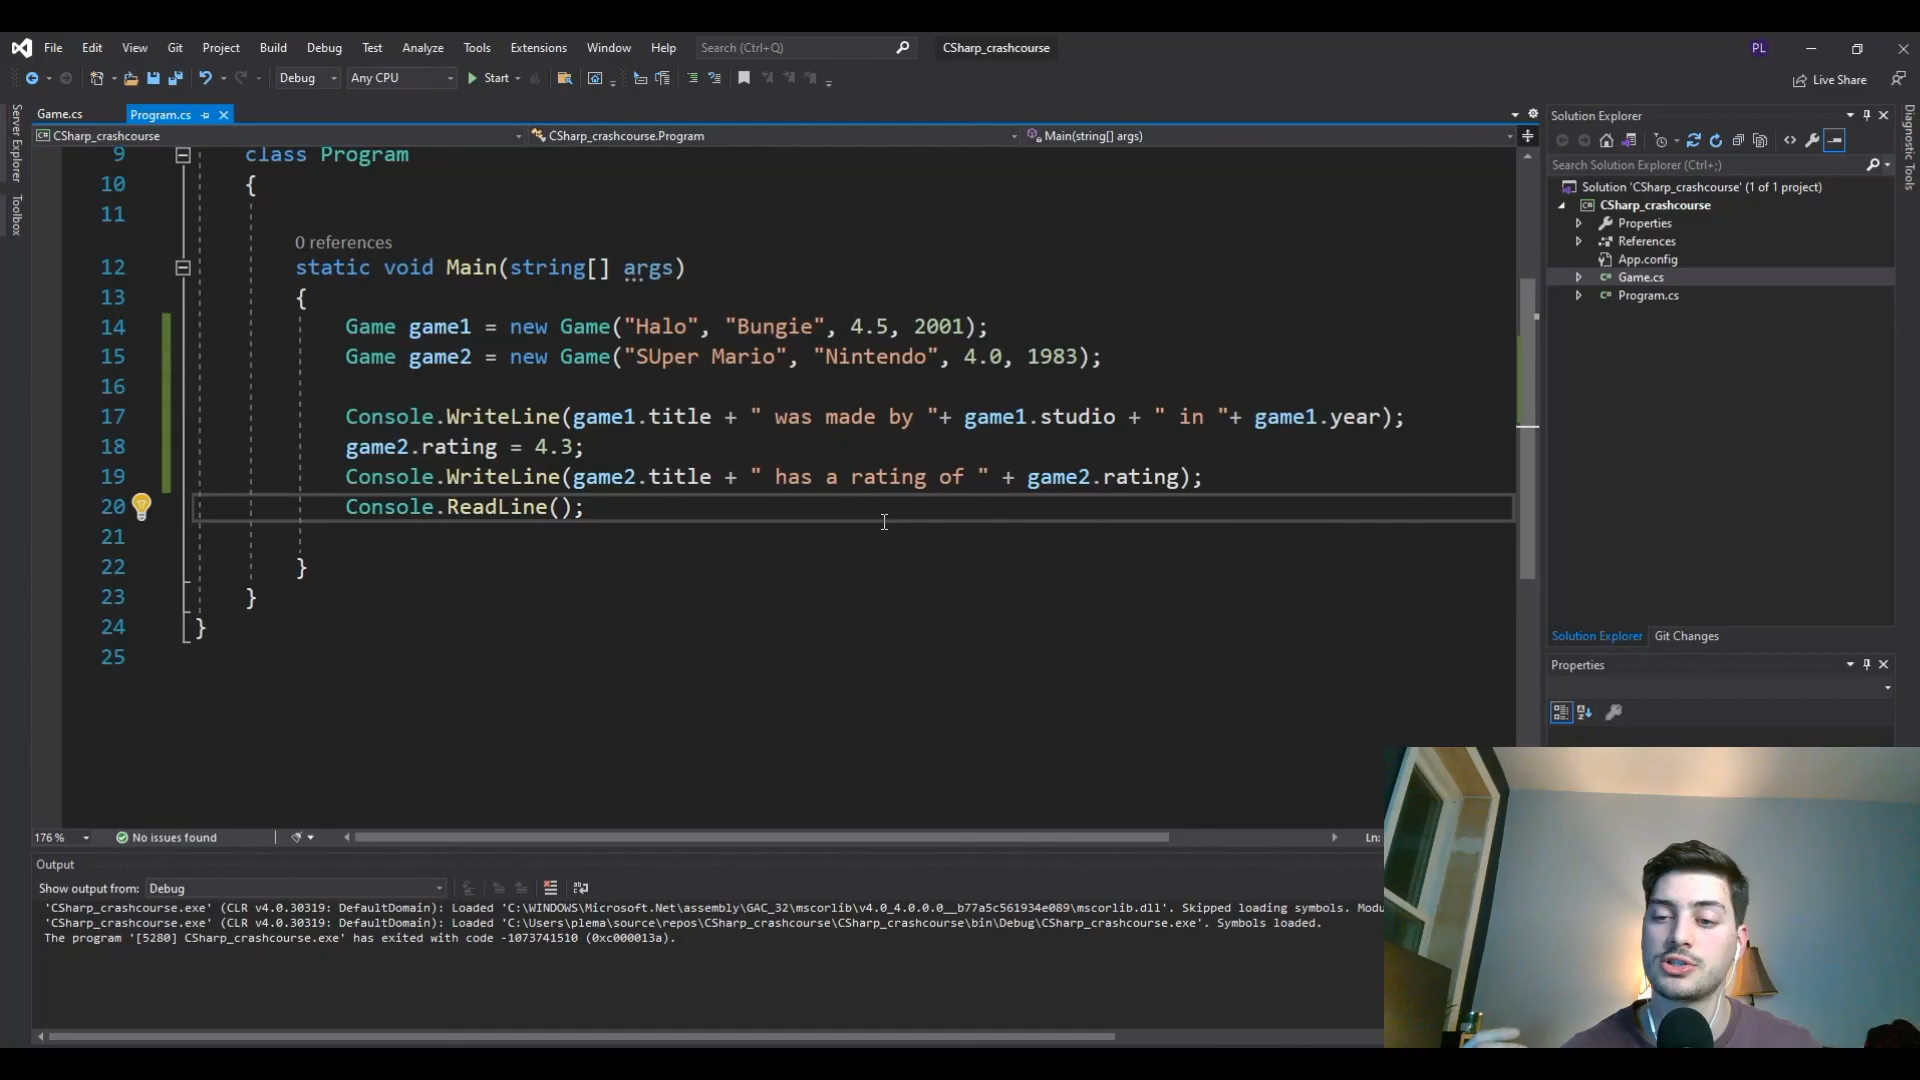 File Edit View Git Project Build Debug Test Analyze Tools Extensions Window Help Search (Ctrl+Q) CSharp_crashcourse PL
Debug Any CPU Start Live Share
Server Explorer
Toolbox
Game.cs Program.cs
CSharp_crashcourse CSharp_crashcourse.Program Main(string[] args)
9 class Program
10 {
11
0 references
12 static void Main(string[] args)
13 {
14 Game game1 = new Game("Halo", "Bungie", 4.5, 2001);
15 Game game2 = new Game("SUper Mario", "Nintendo", 4.0, 1983);
16
17 Console.WriteLine(game1.title + " was made by "+ game1.studio + " in "+ game1.year);
18 game2.rating = 4.3;
19 Console.WriteLine(game2.title + " has a rating of " + game2.rating);
20 Console.ReadLine();
21
22 }
23 }
24 }
25
176 % No issues found Ln:
Output
Show output from: Debug
'CSharp_crashcourse.exe' (CLR v4.0.30319: DefaultDomain): Loaded 'C:\WINDOWS\Microsoft.Net\assembly\GAC_32\mscorlib\v4.0_4.0.0.0__b77a5c561934e089\mscorlib.dll'. Skipped loading symbols. Modu
'CSharp_crashcourse.exe' (CLR v4.0.30319: DefaultDomain): Loaded 'C:\Users\plema\source\repos\CSharp_crashcourse\CSharp_crashcourse\bin\Debug\CSharp_crashcourse.exe'. Symbols loaded.
The program '[5280] CSharp_crashcourse.exe' has exited with code -1073741510 (0xc000013a).
Solution Explorer
Search Solution Explorer (Ctrl+;)
Solution 'CSharp_crashcourse' (1 of 1 project)
CSharp_crashcourse
Properties
References
App.config
Game.cs
Program.cs
Solution Explorer Git Changes
Properties
Diagnostic Tools